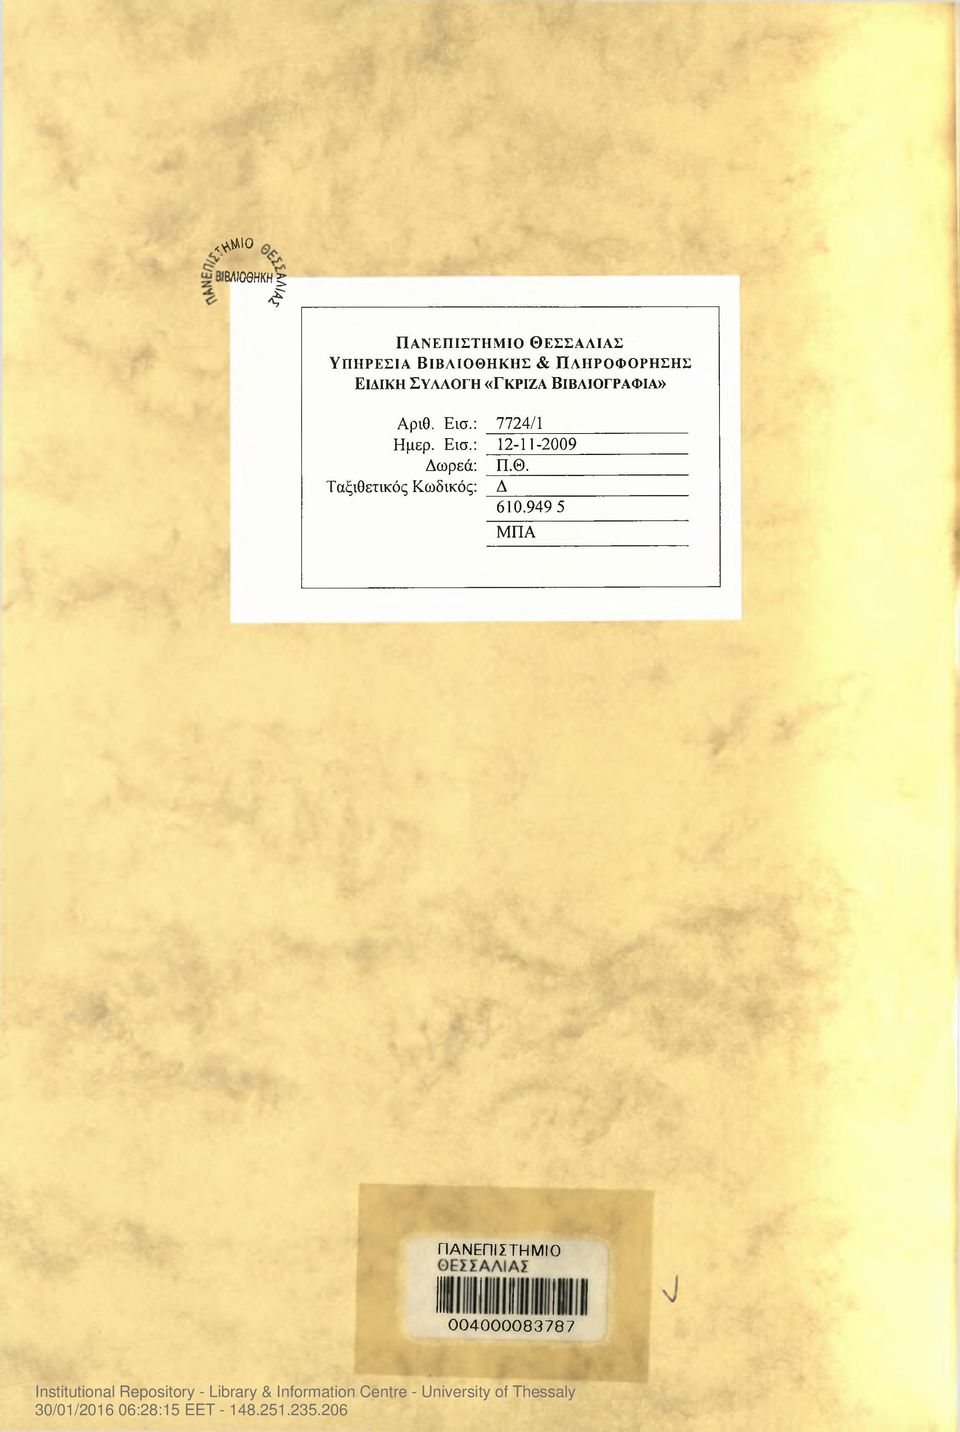 ΠΑΝΕΠΙΣΤΗΜΙΟ ΘΕΣΣΑΛΙΑΣ
ΒΙΒΛΙΟΘΗΚΗ
ΠΑΝΕΠΙΣΤΗΜΙΟ ΘΕΣΣΑΛΙΑΣ
ΥΠΗΡΕΣΙΑ ΒΙΒΛΙΟΘΗΚΗΣ & ΠΛΗΡΟΦΟΡΗΣΗΣ
ΕΙΔΙΚΗ ΣΥΛΛΟΓΗ «ΓΚΡΙΖΑ ΒΙΒΛΙΟΓΡΑΦΙΑ»
Αριθ. Εισ.: 7724/1
Ημερ. Εισ.: 12-11-2009
Δωρεά: Π.Θ.
Ταξιθετικός Κωδικός: Δ
610.949 5
ΜΠΑ
ΠΑΝΕΠΙΣΤΗΜΙΟ
ΘΕΣΣΑΛΙΑΣ
004000083787
Institutional Repository - Library & Information Centre - University of Thessaly
30/01/2016 06:28:15 EET - 148.251.235.206